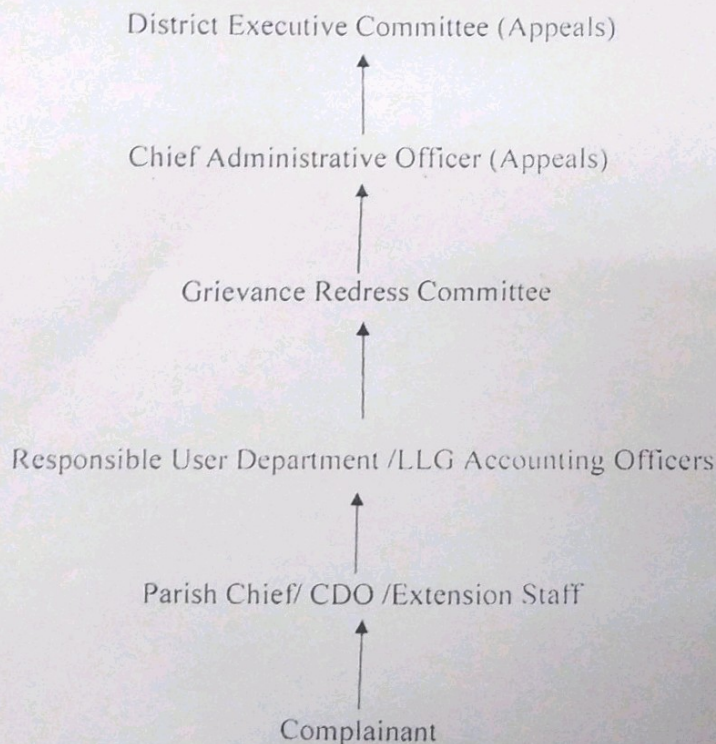 District Executive Committee (Appeals)
Chief Administrative Officer (Appeals)
Grievance Redress Committee
Responsible User Department /LLG Accounting Officers
Parish Chief/ CDO /Extension Staff
Complainant